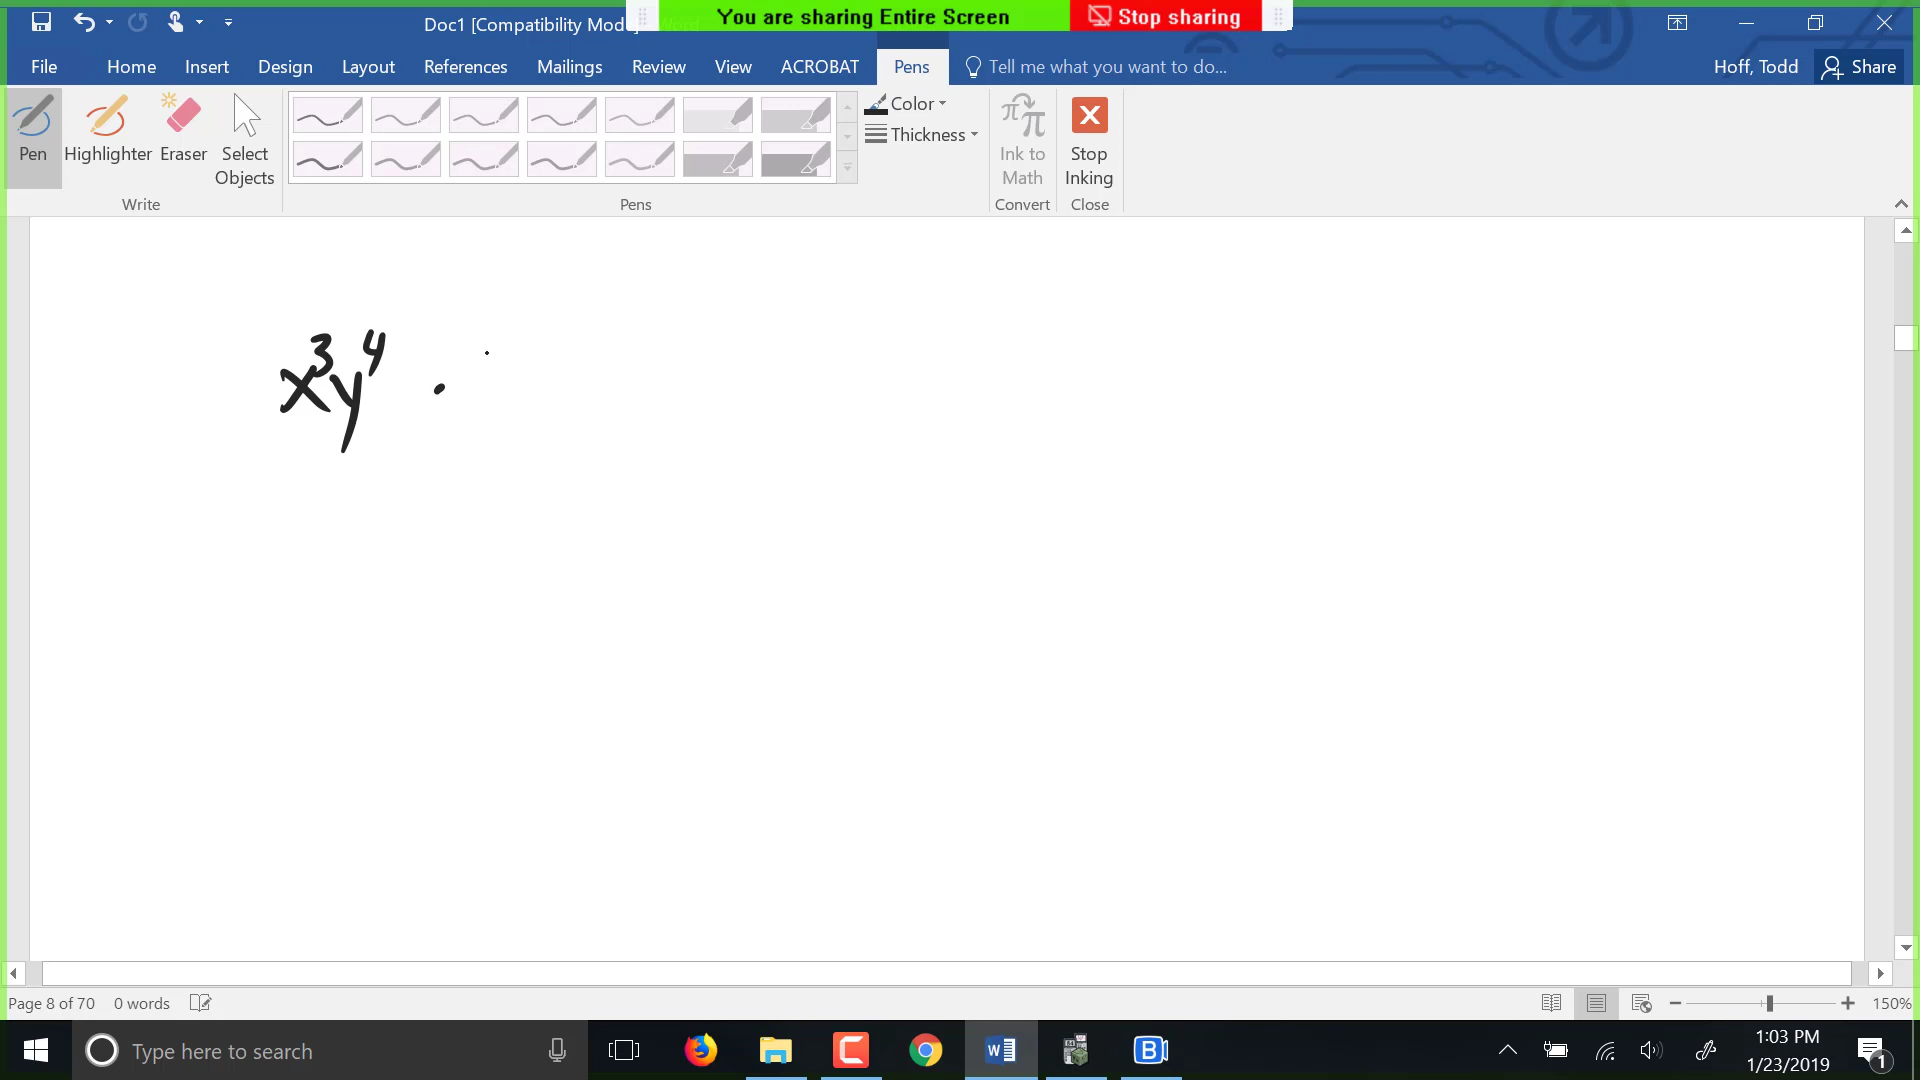 Doc1 [Compatibility Mod
You are sharing Entire Screen
Stop sharing
File Home Insert Design Layout References Mailings Review View ACROBAT Pens Tell me what you want to do... Hoff, Todd Share
Pen Highlighter Eraser Select Objects
Color
Thickness
Ink to Math
Stop Inking
Write Pens Convert Close
x³y⁴ ·
Page 8 of 70 0 words 150%
Type here to search
1:03 PM
1/23/2019
1